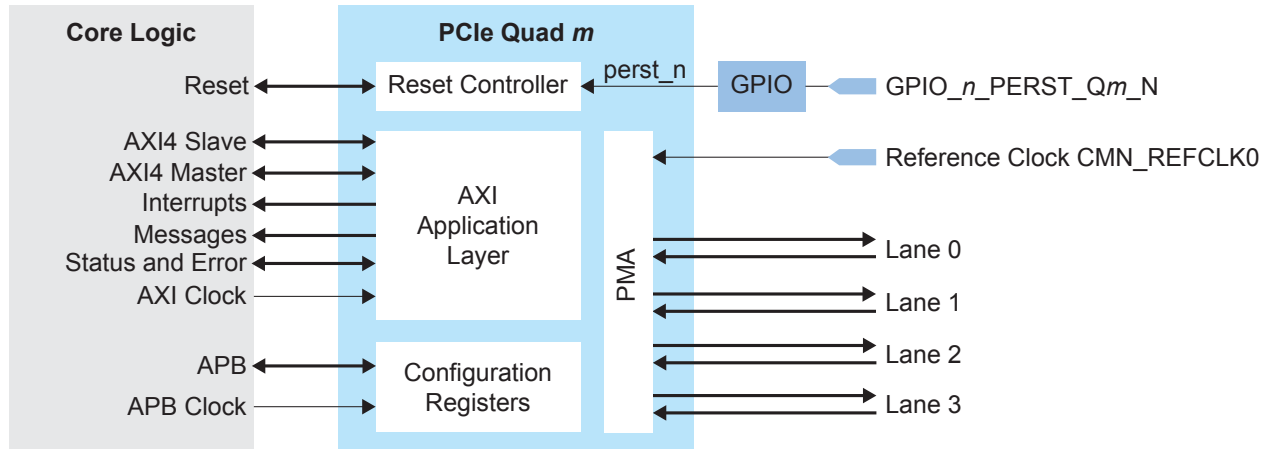 Core Logic
PCIe Quad m
Reset
Reset Controller
perst_n
GPIO
GPIO_n_PERST_Qm_N
AXI4 Slave
AXI4 Master
Interrupts
Messages
Status and Error
AXI Clock
AXI
Application
Layer
PMA
Reference Clock CMN_REFCLK0
Lane 0
Lane 1
Lane 2
Lane 3
APB
APB Clock
Configuration
Registers